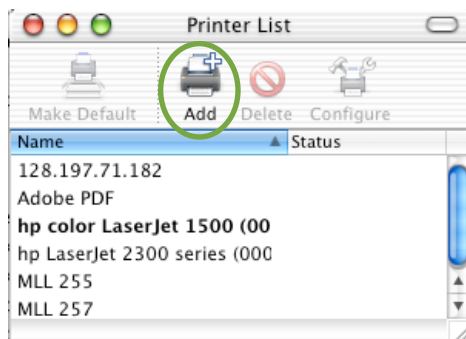 Printer List
Make Default Add Delete Configure
Name Status
128.197.71.182
Adobe PDF
hp color LaserJet 1500 (00
hp LaserJet 2300 series (000
MLL 255
MLL 257